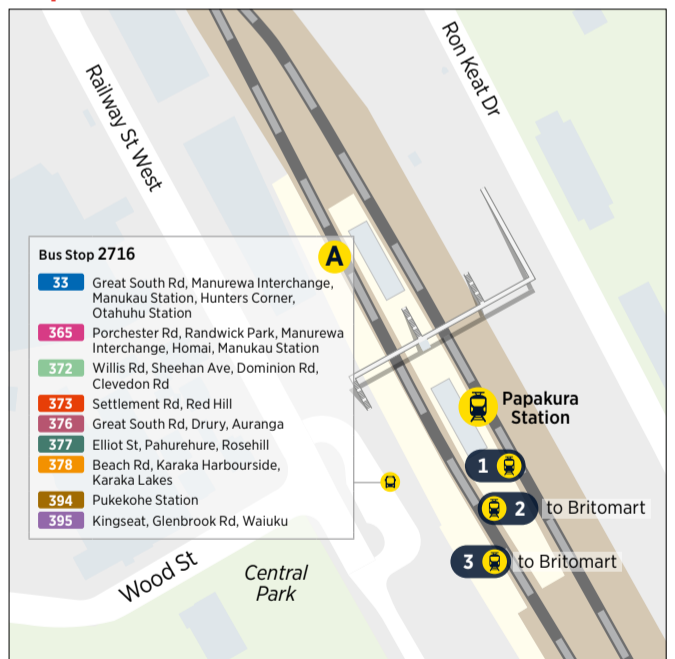 Railway St West
Ron Keat Dr
A
Bus Stop 2716
33 Great South Rd, Manurewa Interchange,
Manukau Station, Hunters Corner,
Otahuhu Station
365 Porchester Rd, Randwick Park, Manurewa
Interchange, Homai, Manukau Station
372 Willis Rd, Sheehan Ave, Dominion Rd,
Clevedon Rd
373 Settlement Rd, Red Hill
376 Great South Rd, Drury, Auranga
377 Elliot St, Pahurehure, Rosehill
378 Beach Rd, Karaka Harbourside,
Karaka Lakes
394 Pukekohe Station
395 Kingseat, Glenbrook Rd, Waiuku
Papakura
Station
1
2 to Britomart
3 to Britomart
Wood St
Central
Park